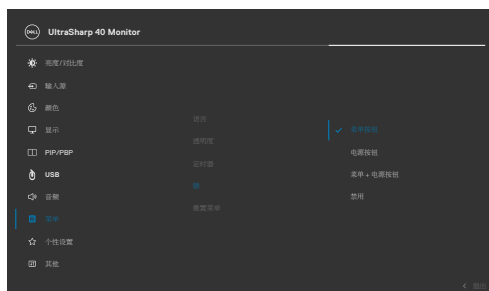 DELL
UltraSharp 40 Monitor
亮度/对比度
输入源
颜色
显示
PIP/PBP
USB
音频
菜单
个性设置
其他
语言
透明度
定时器
锁
重置菜单
菜单按钮
电源按钮
菜单 + 电源按钮
禁用
退出